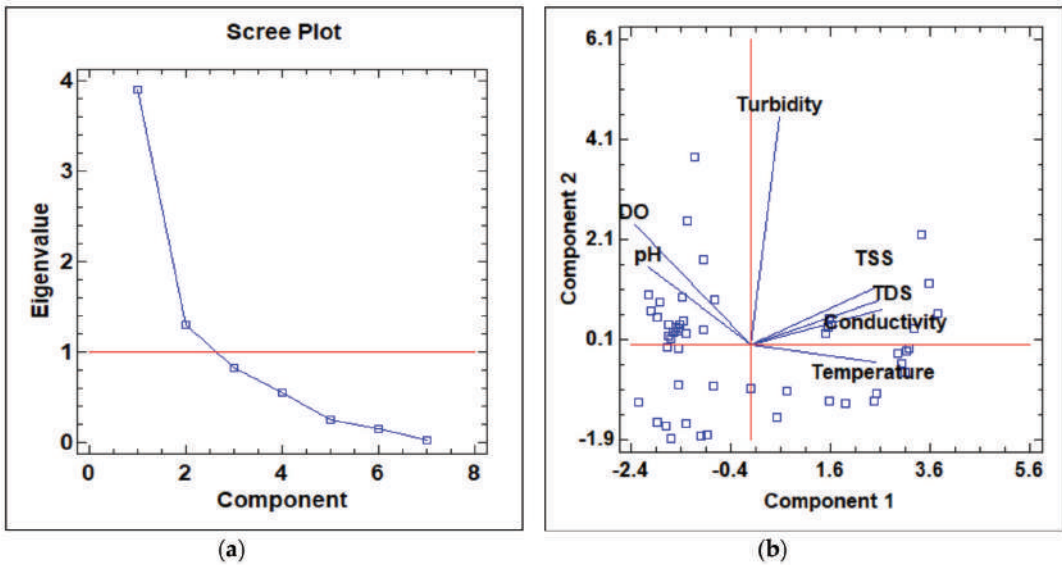 Scree Plot
4
3
2
1
0
Eigenvalue
0 2 4 6 8
Component
(a)
6.1
4.1
2.1
0.1
-1.9
Component 2
Turbidity
DO
pH
TSS
TDS
Conductivity
Temperature
-2.4 -0.4 1.6 3.6 5.6
Component 1
(b)